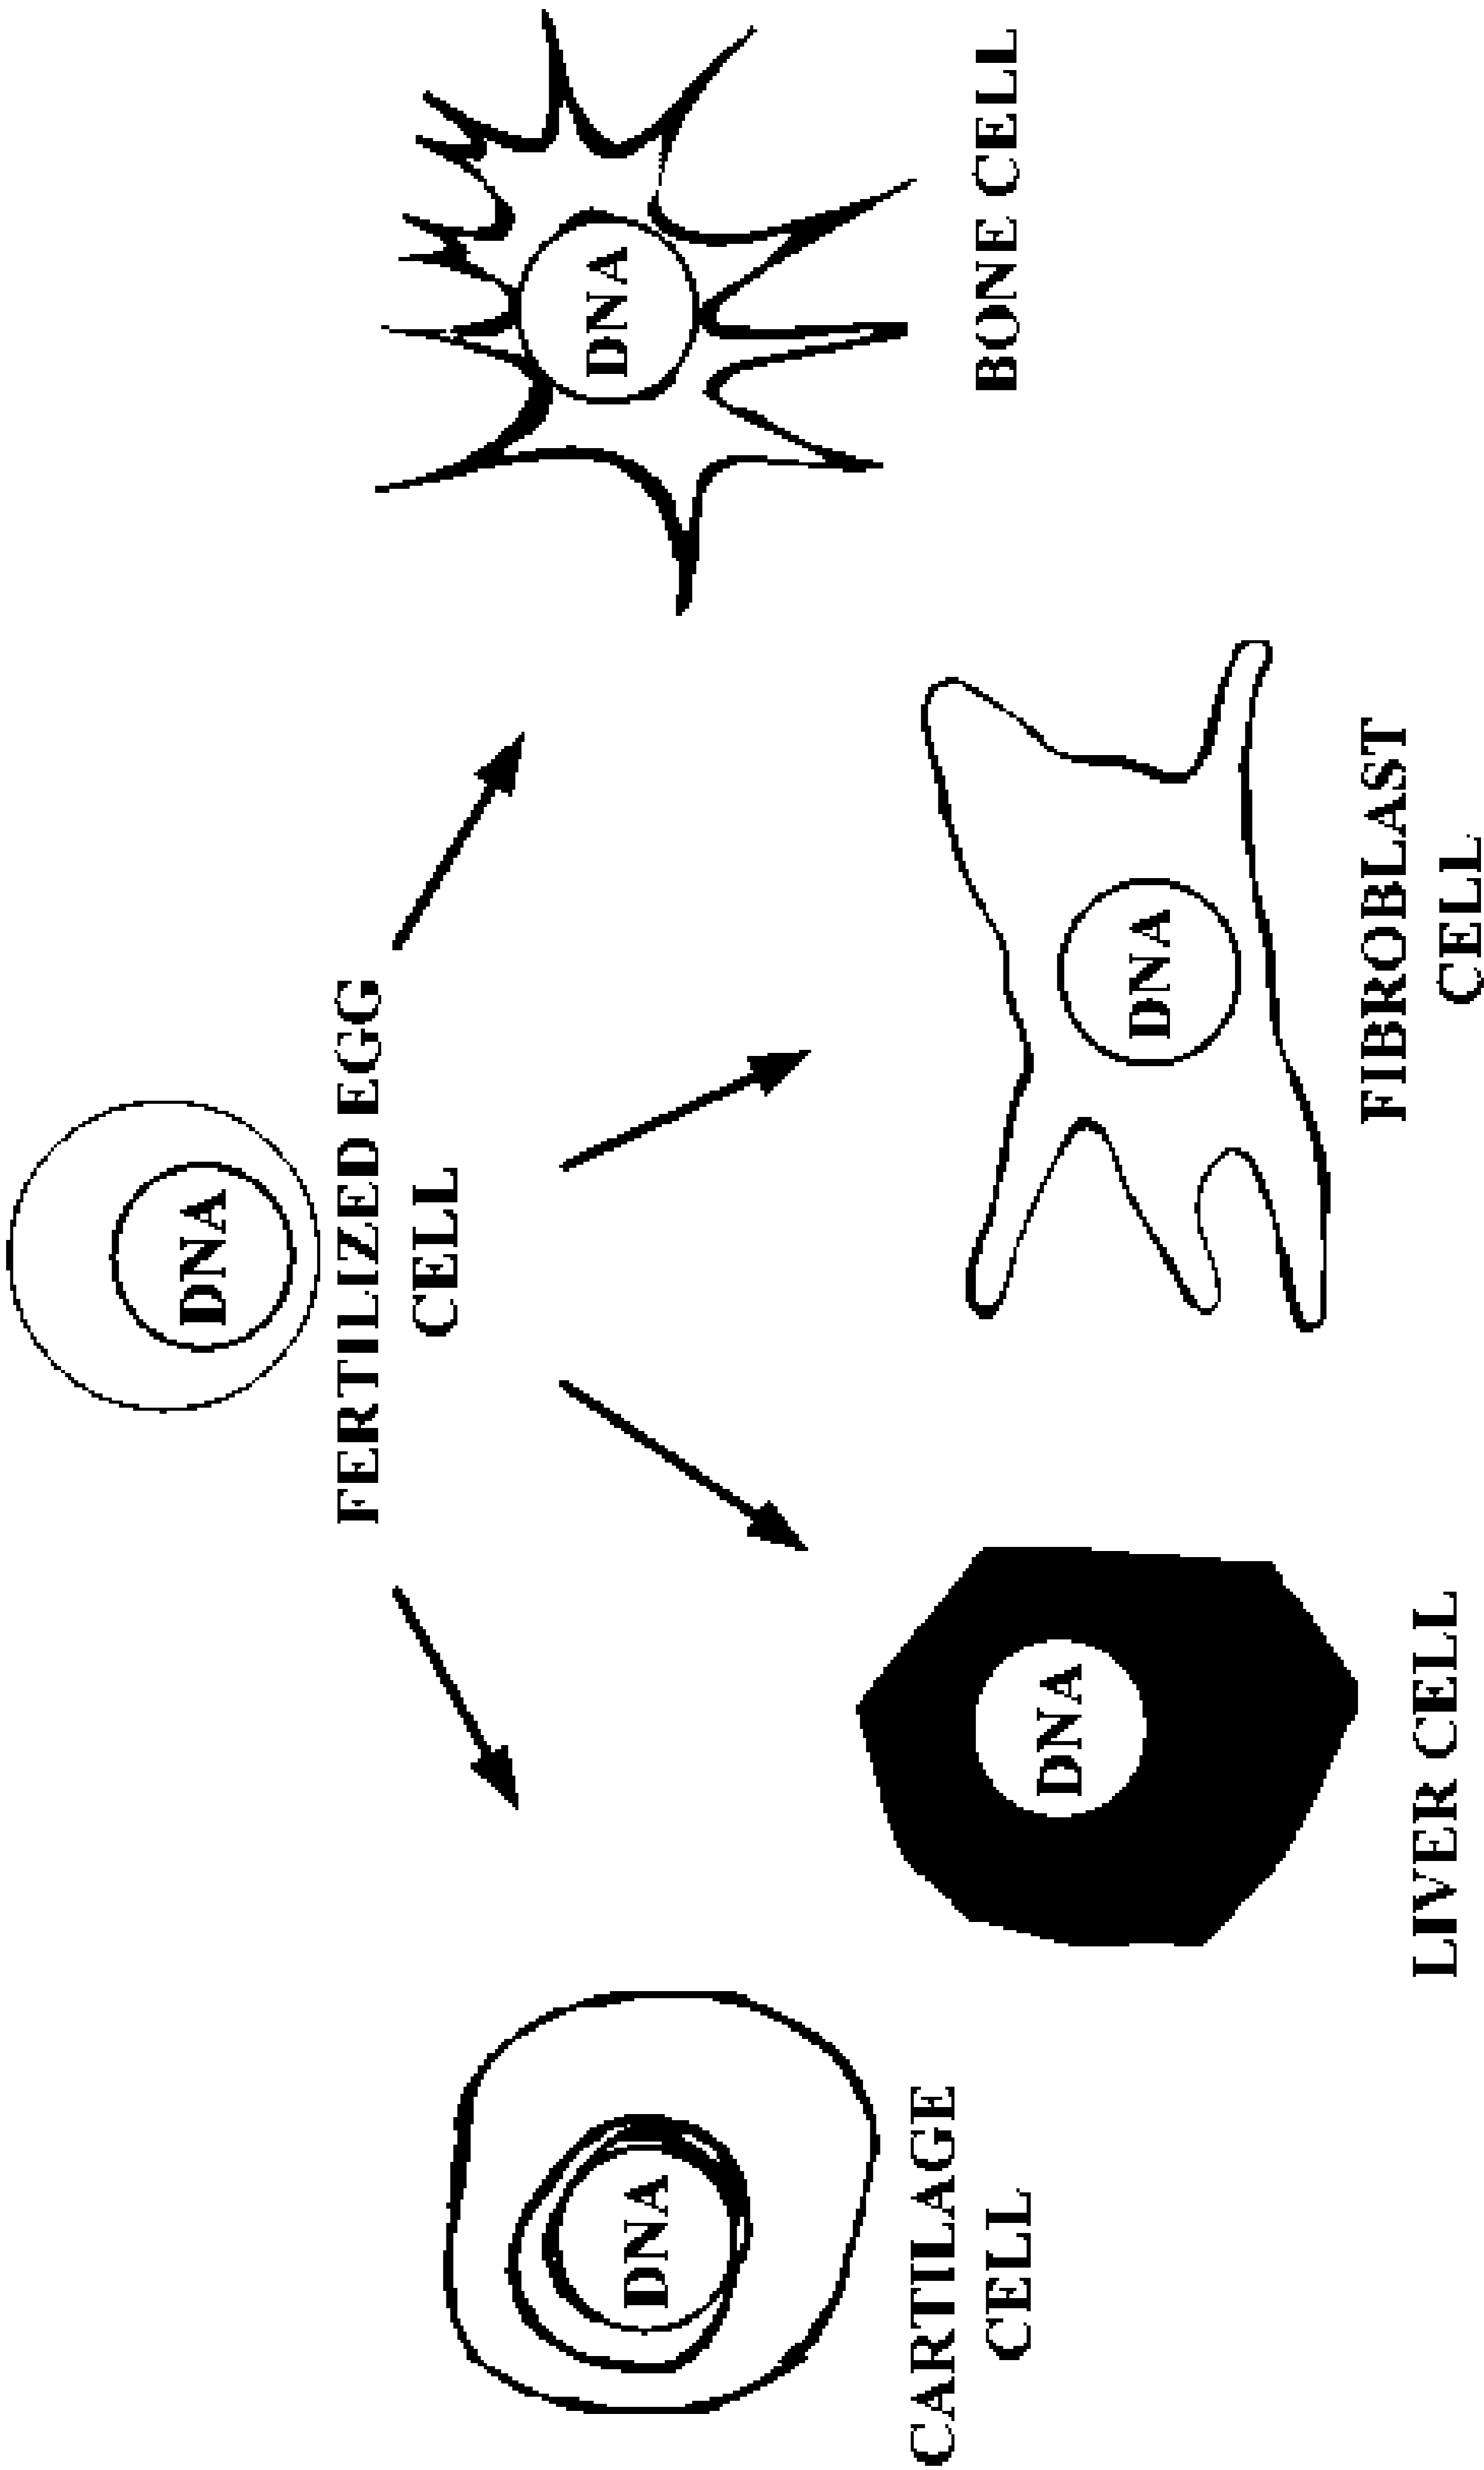 DNA
FERTILIZED EGG
CELL
DNA
CARTILAGE
CELL
DNA
LIVER CELL
DNA
FIBROBLAST
CELL
DNA
BONE CELL